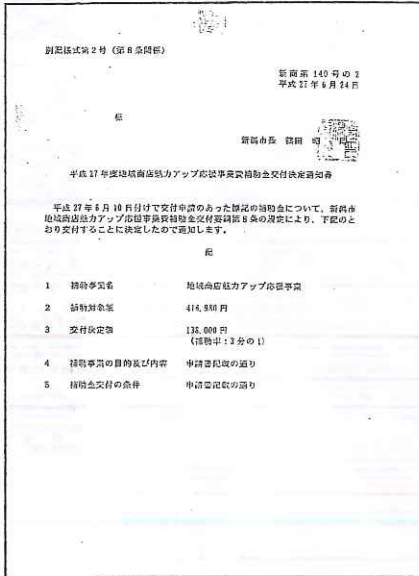 別記様式第2号(第8条関係)
新商第140号の2
平成27年6月24日
様
新潟市長 篠田 昭
平成27年度地域商店魅力アップ応援事業費補助金交付決定通知書
平成27年6月10日付けで交付申請のあった標記の補助金について、新潟市
地域商店魅力アップ応援事業費補助金交付要綱第8条の規定により、下記のと
おり交付することに決定したので通知します。
記
1 補助事業名 地域商店魅力アップ応援事業
2 補助対象額 416,980円
3 交付決定額 138,000円
(補助率:3分の1)
4 補助事業の目的及び内容 申請書記載の通り
5 補助金交付の条件 申請書記載の通り